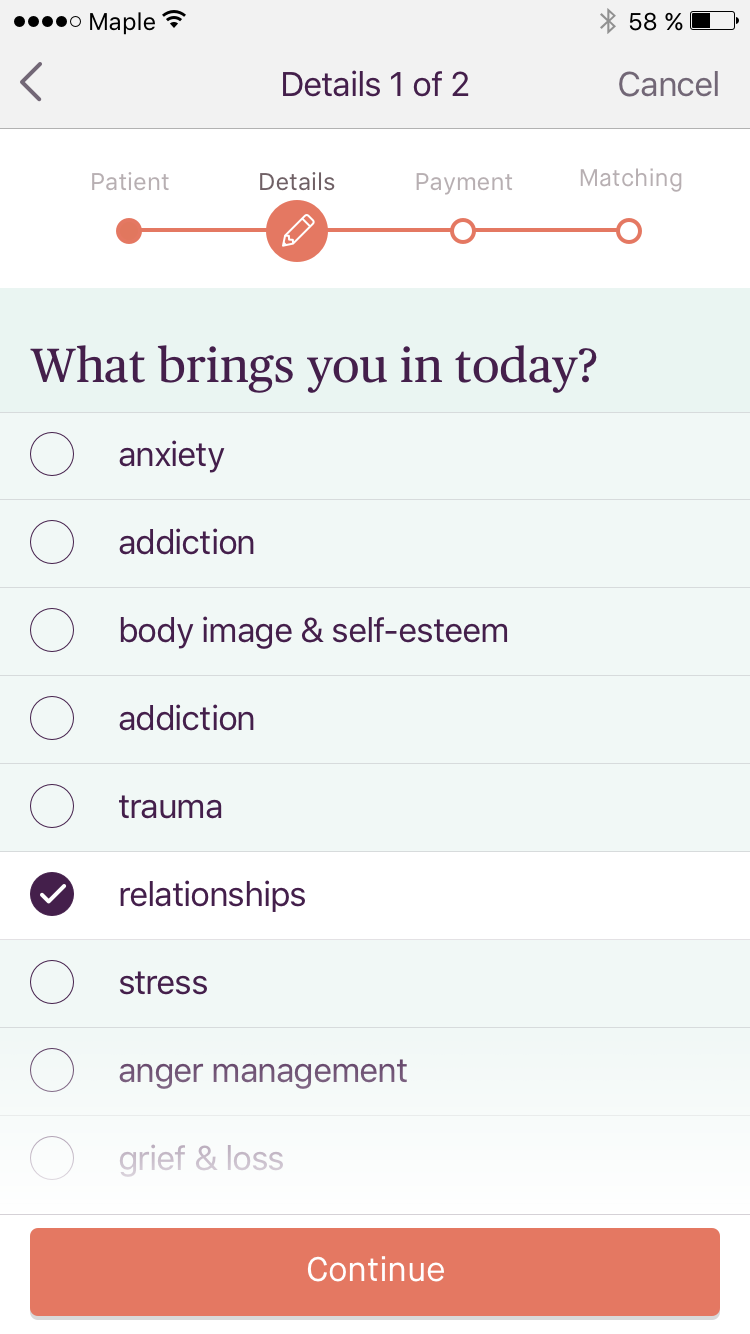 Maple 58 %
Details 1 of 2 Cancel
Patient Details Payment Matching
What brings you in today?
anxiety
addiction
body image & self-esteem
addiction
trauma
relationships
stress
anger management
grief & loss
Continue